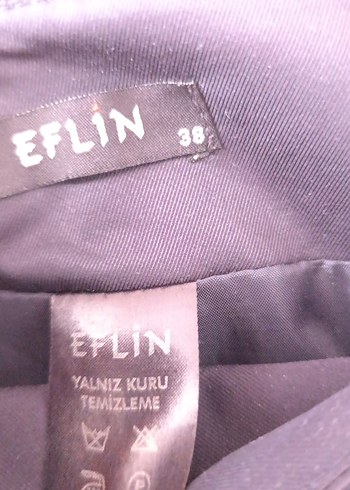 EFLiN
38
EFLiN
YALNIZ KURU
TEMİZLEME
P